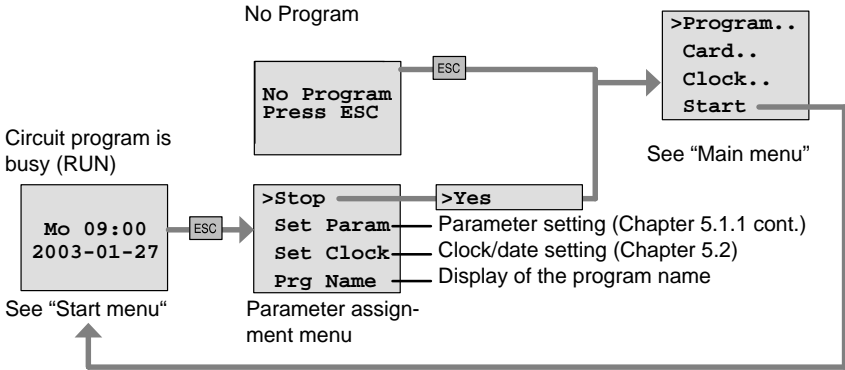 No Program
No Program
Press ESC
ESC
>Program..
Card..
Clock..
Start
See “Main menu”
Circuit program is
busy (RUN)
Mo 09:00
2003-01-27
See “Start menu“
ESC
>Stop
Set Param
Set Clock
Prg Name
Parameter assign-
ment menu
>Yes
Parameter setting (Chapter 5.1.1 cont.)
Clock/date setting (Chapter 5.2)
Display of the program name